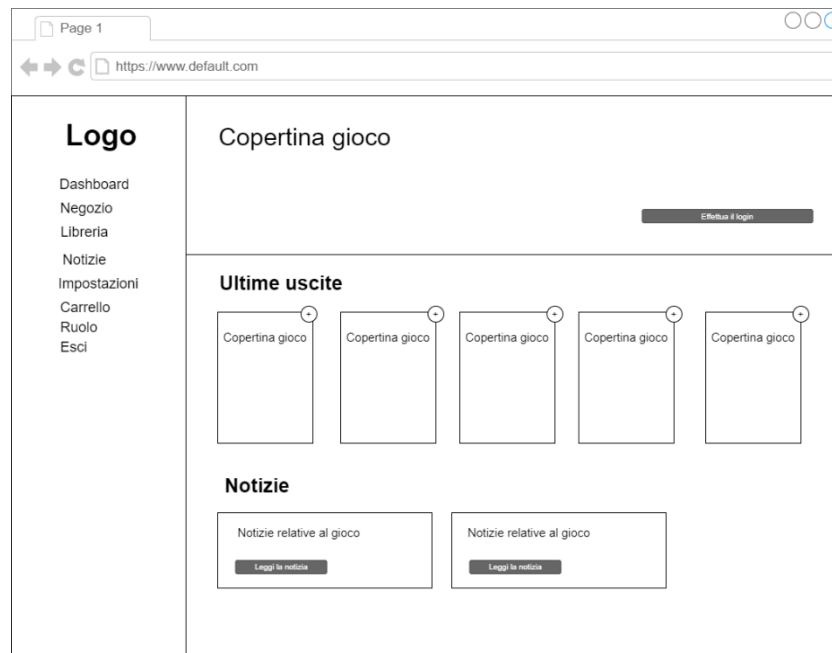 Page 1
https://www.default.com
Logo
Dashboard
Negozio
Libreria
Notizie
Impostazioni
Carrello
Ruolo
Esci
Copertina gioco
Effettua il login
Ultime uscite
+ + + + +
Copertina gioco Copertina gioco Copertina gioco Copertina gioco Copertina gioco
Notizie
Notizie relative al gioco Notizie relative al gioco
Leggi la notizia Leggi la notizia